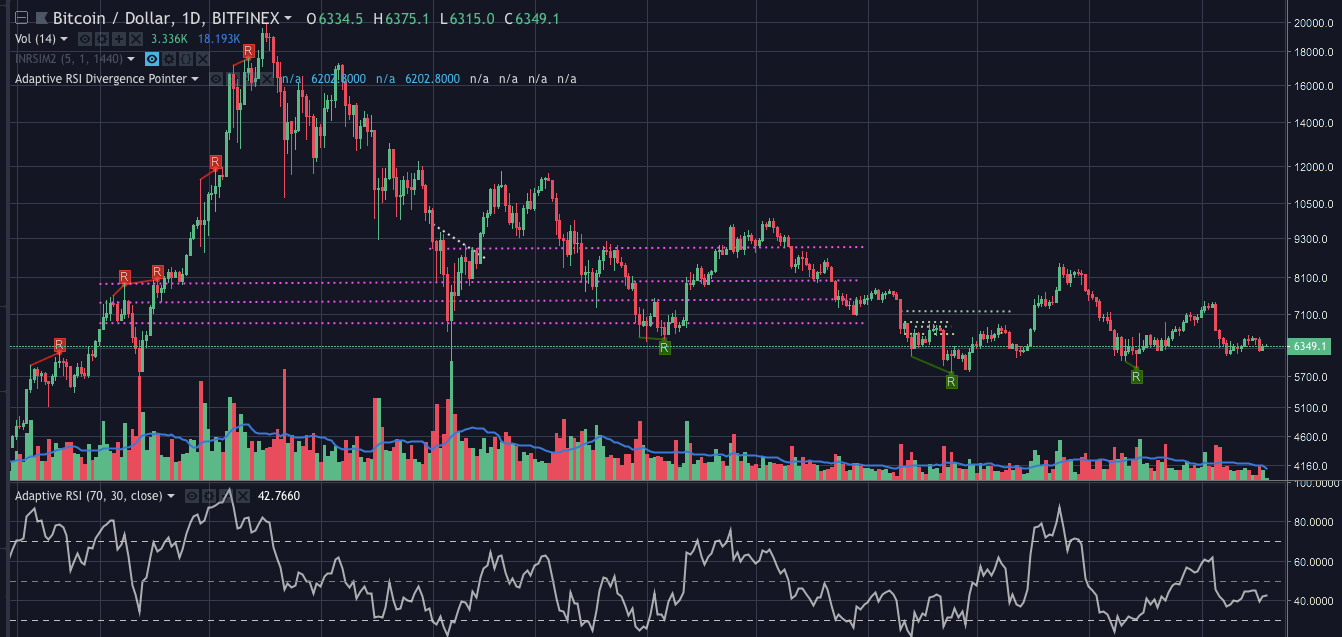 Bitcoin / Dollar, 1D, BITFINEX O6334.5 H6375.1 L6315.0 C6349.1
Vol (14) 3.336K 18.193K
INRSIM2 (5, 1, 1440)
Adaptive RSI Divergence Pointer n/a 6202.8000 n/a 6202.8000 n/a n/a n/a n/a
R
R
R
R
R
R
R
R
20000.0
18000.0
16000.0
14000.0
12000.0
10500.0
9300.0
8100.0
7100.0
6349.1
5700.0
5100.0
4600.0
4160.0
Adaptive RSI (70, 30, close) 42.7660
100.0000
80.0000
60.0000
40.0000